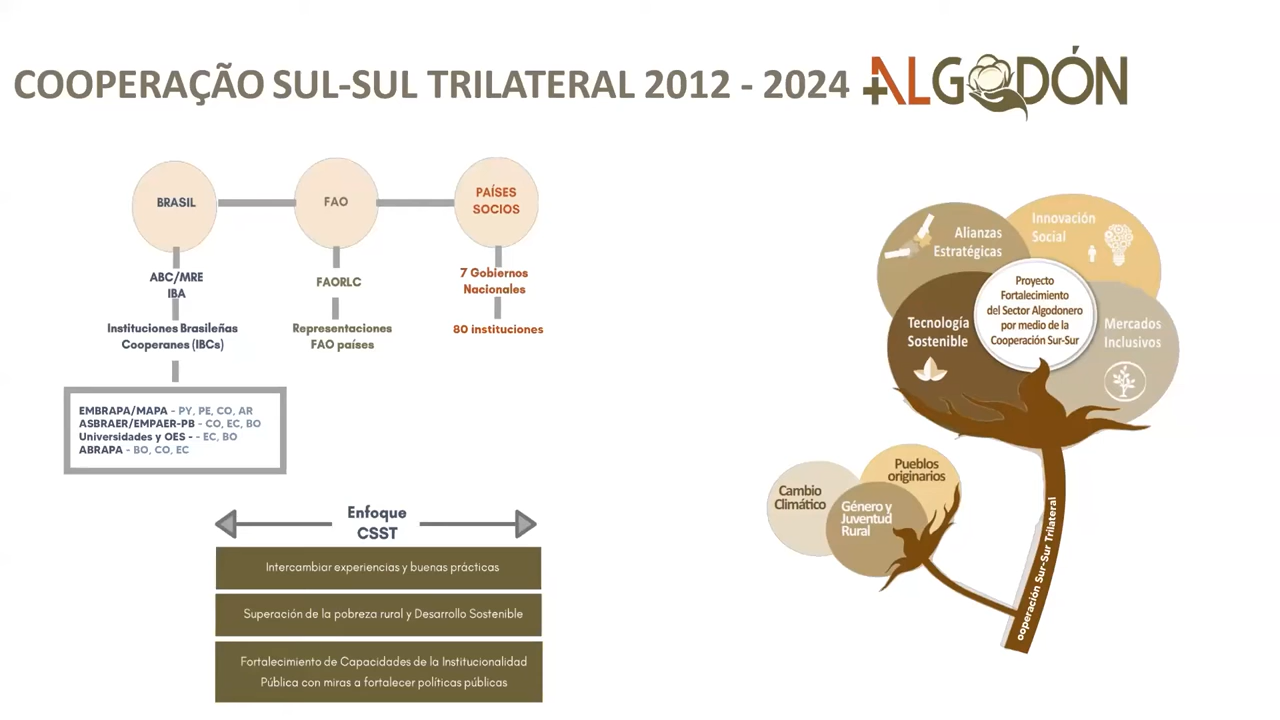 COOPERAÇÃO SUL-SUL TRILATERAL 2012 - 2024 +ALGODÓN
BRASIL
FAO
PAÍSES
SOCIOS
ABC/MRE
IBA
FAORLC
7 Gobiernos
Nacionales
Instituciones Brasileñas
Cooperanes (IBCs)
Representaciones
FAO países
80 instituciones
EMBRAPA/MAPA - PY, PE, CO, AR
ASBRAER/EMPAER-PB - CO, EC, BO
Universidades y OES - - EC, BO
ABRAPA - BO, CO, EC
Enfoque
CSST
Intercambiar experiencias y buenas prácticas
Superación de la pobreza rural y Desarrollo Sostenible
Fortalecimiento de Capacidades de la Institucionalidad
Pública con miras a fortalecer políticas públicas
Alianzas
Estratégicas
Innovación
Social
Proyecto
Fortalecimiento
del Sector Algodonero
por medio de la
Cooperación Sur-Sur
Tecnología
Sostenible
Mercados
Inclusivos
Cambio
Climático
Pueblos
originarios
Género y
Juventud
Rural
ooperación Sur-Sur Trilateral